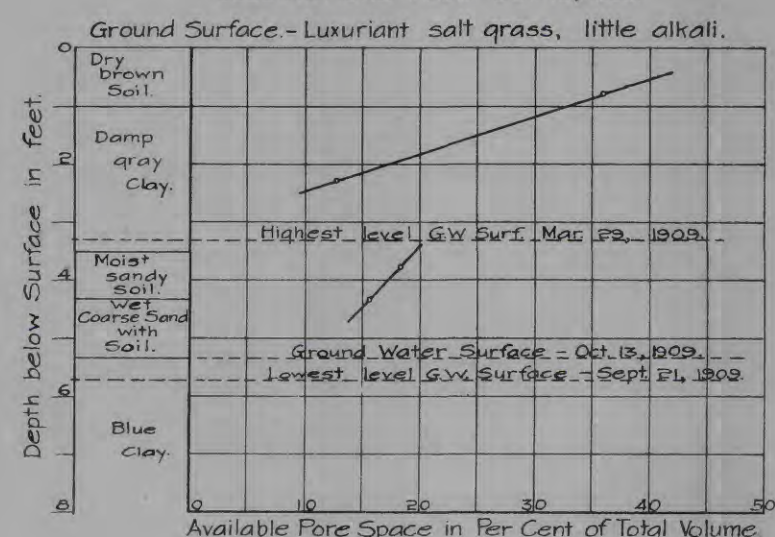 Ground Surface.- Luxuriant salt grass, little alkali.
0
Dry
brown
Soil.
Damp
gray
Clay.
2
Highest level G.W Surf. Mar. 29, 1909.
Moist
sandy
Soil.
4
Wet
Coarse Sand
with
Soil.
Ground Water Surface - Oct. 13, 1909.
Lowest level G.W. Surface - Sept. 21, 1909.
6
Blue
Clay.
8
Depth below Surface in feet.
0 10 20 30 40 50
Available Pore Space in Per Cent of Total Volume